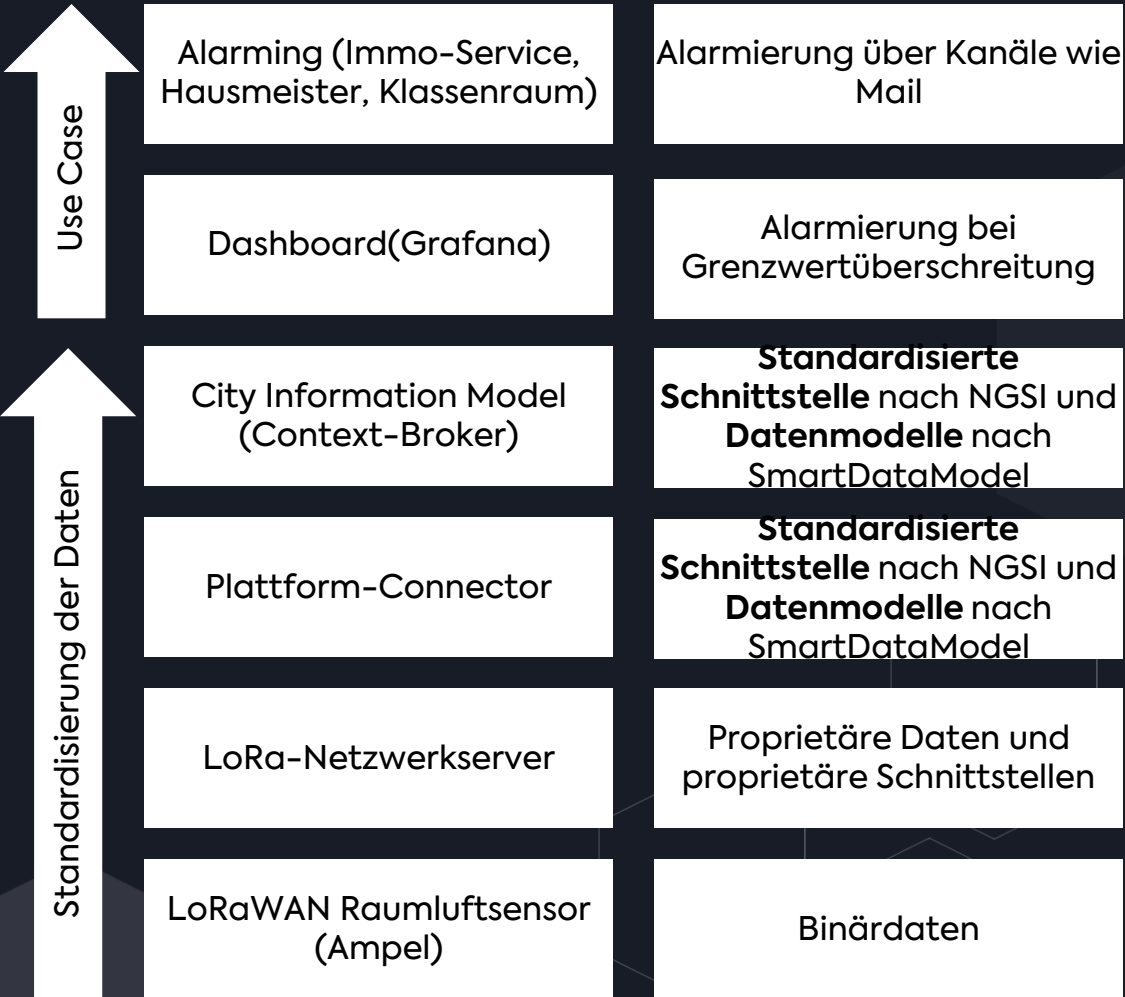 Use Case
Alarming (Immo-Service,
Hausmeister, Klassenraum)
Alarmierung über Kanäle wie
Mail
Dashboard(Grafana)
Alarmierung bei
Grenzwertüberschreitung
Standardisierung der Daten
City Information Model
(Context-Broker)
Standardisierte
Schnittstelle nach NGSI und
Datenmodelle nach
SmartDataModel
Plattform-Connector
Standardisierte
Schnittstelle nach NGSI und
Datenmodelle nach
SmartDataModel
LoRa-Netzwerkserver
Proprietäre Daten und
proprietäre Schnittstellen
LoRaWAN Raumluftsensor
(Ampel)
Binärdaten